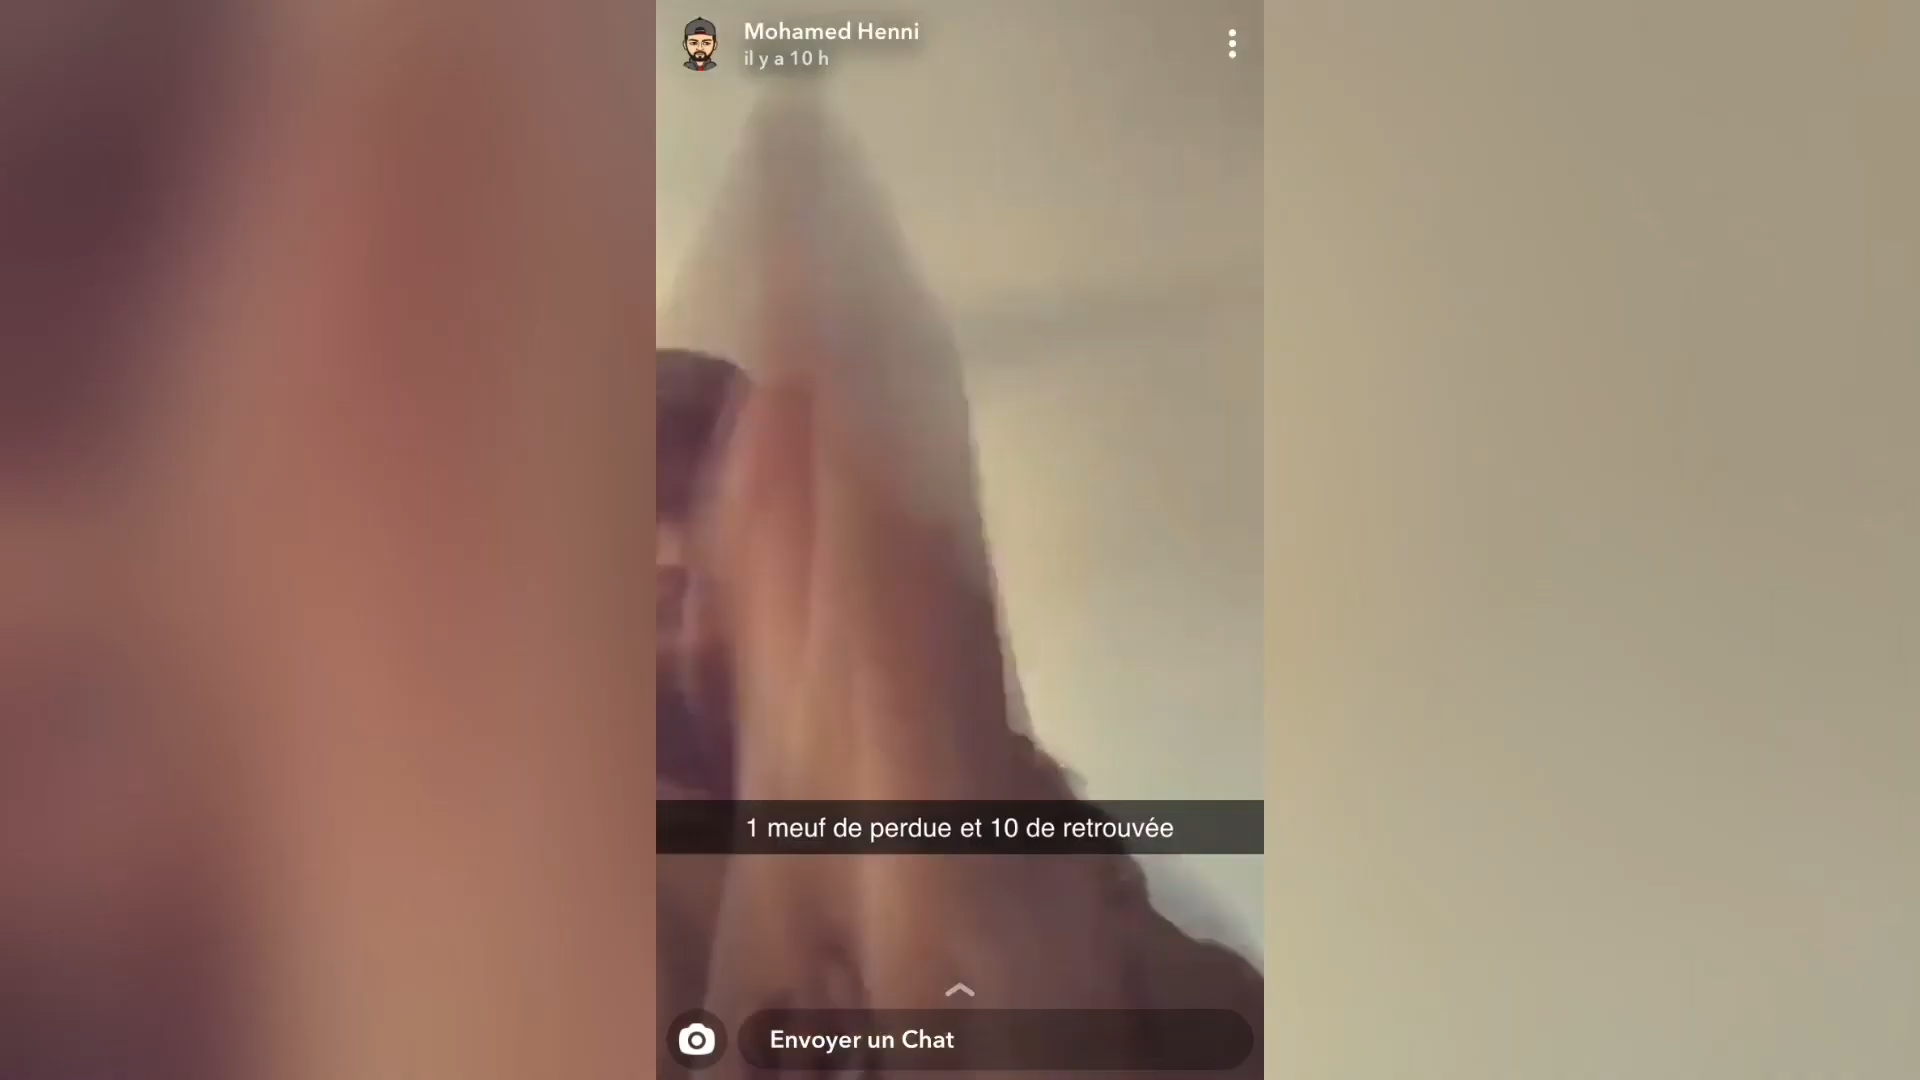 Mohamed Henni
il y a 10 h
1 meuf de perdue et 10 de retrouvée
Envoyer un Chat